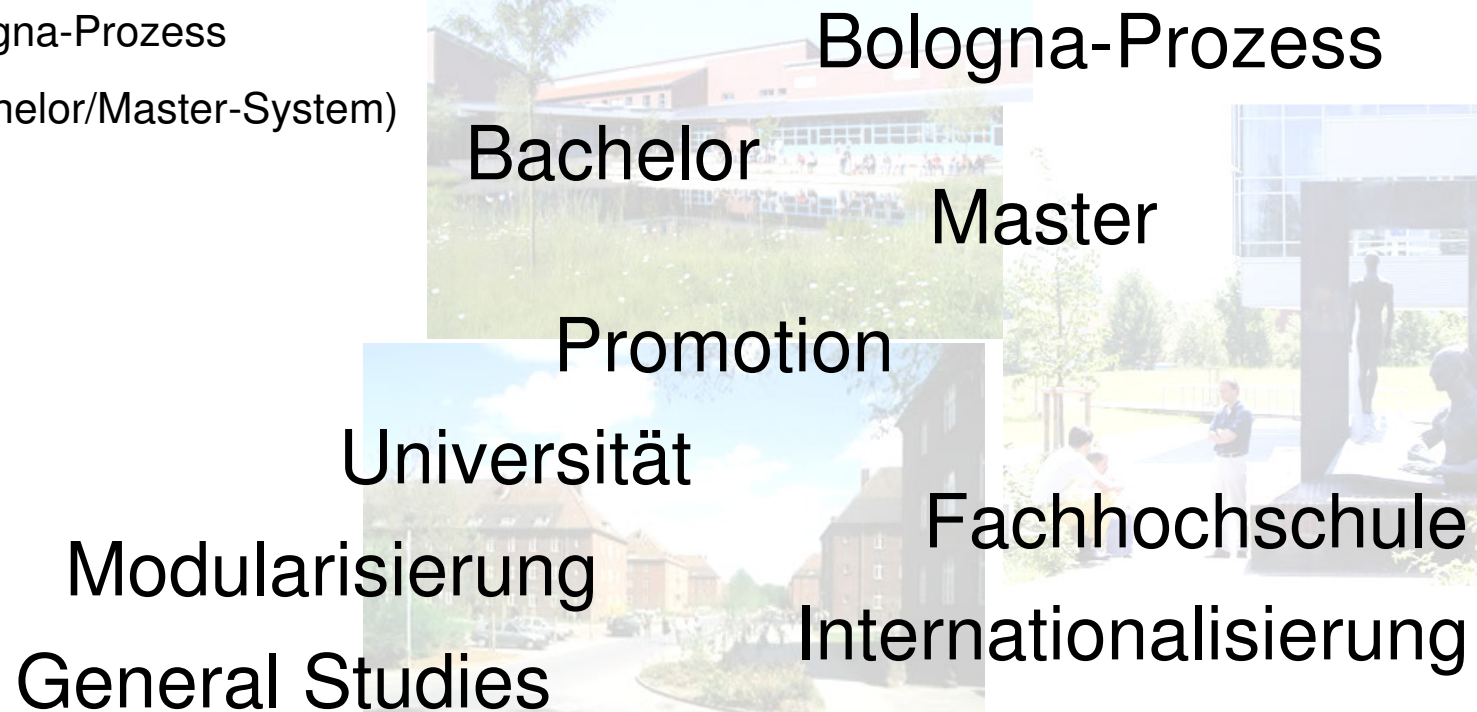 gna-Prozess
helor/Master-System)
Bologna-Prozess
Bachelor
Master
Promotion
Universität
Fachhochschule
Modularisierung
Internationalisierung
General Studies